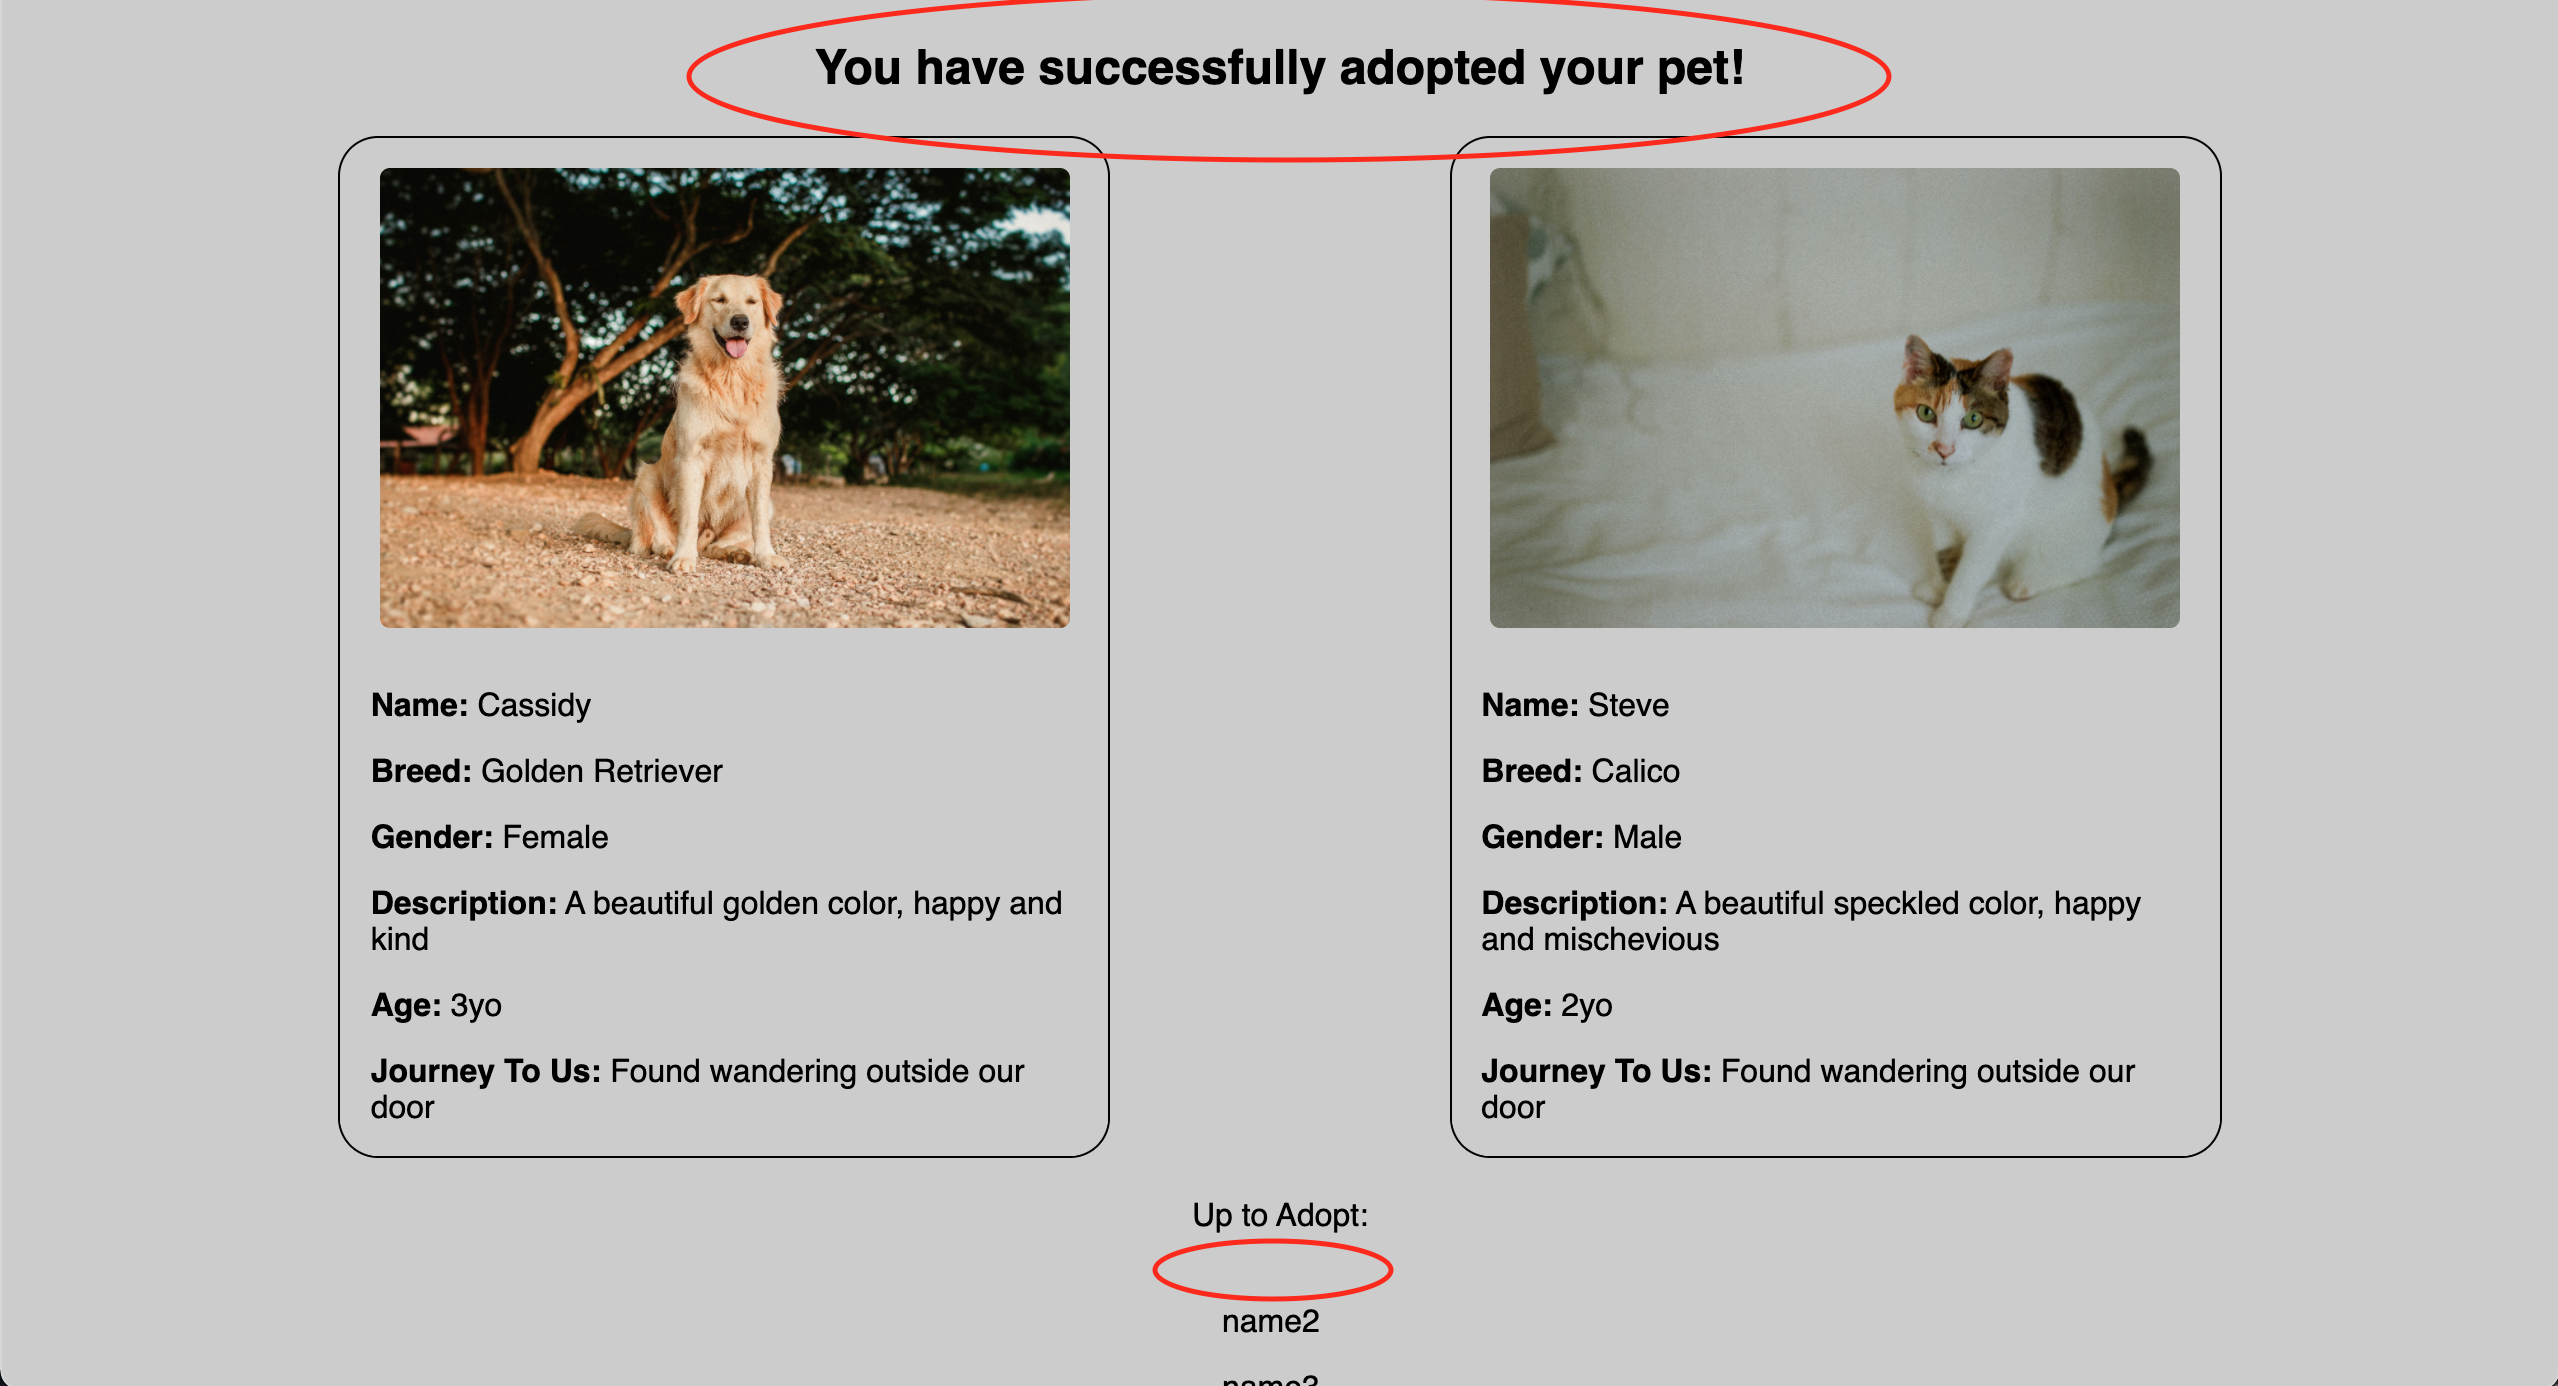 You have successfully adopted your pet!
Name: Cassidy
Breed: Golden Retriever
Gender: Female
Description: A beautiful golden color, happy and
kind
Age: 3yo
Journey To Us: Found wandering outside our
door
Name: Steve
Breed: Calico
Gender: Male
Description: A beautiful speckled color, happy
and mischevious
Age: 2yo
Journey To Us: Found wandering outside our
door
Up to Adopt:
name2